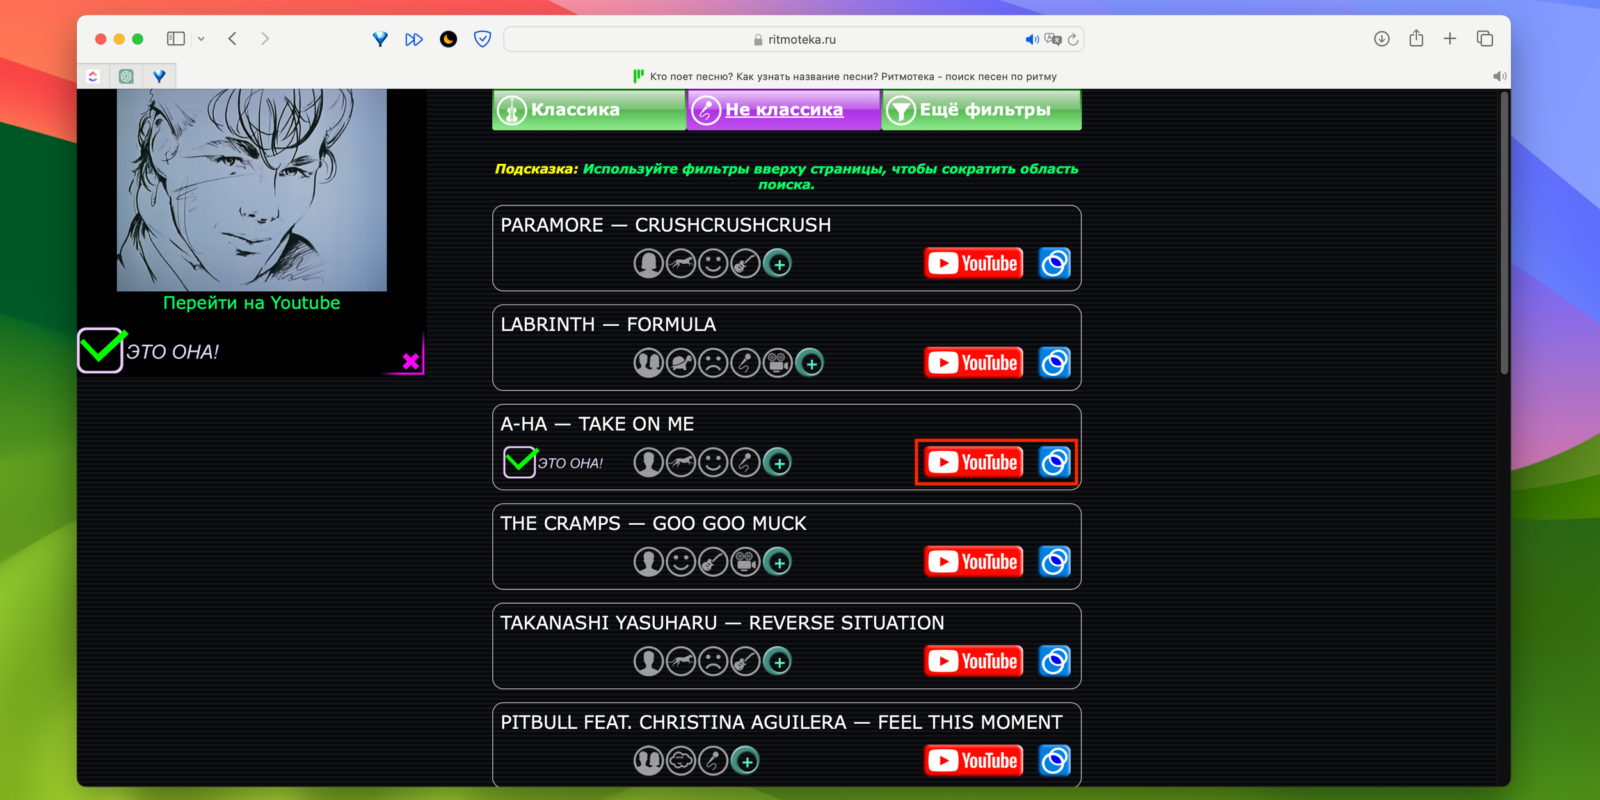 ritmoteka.ru
Кто поет песню? Как узнать название песни? Ритмотека - поиск песен по ритму
Классика
Не классика
Ещё фильтры
Подсказка: Используйте фильтры вверху страницы, чтобы сократить область
поиска.
Перейти на Youtube
ЭТО ОНА!
PARAMORE — CRUSHCRUSHCRUSH
YouTube
LABRINTH — FORMULA
YouTube
A-HA — TAKE ON ME
ЭТО ОНА!
YouTube
THE CRAMPS — GOO GOO MUCK
YouTube
TAKANASHI YASUHARU — REVERSE SITUATION
YouTube
PITBULL FEAT. CHRISTINA AGUILERA — FEEL THIS MOMENT
YouTube